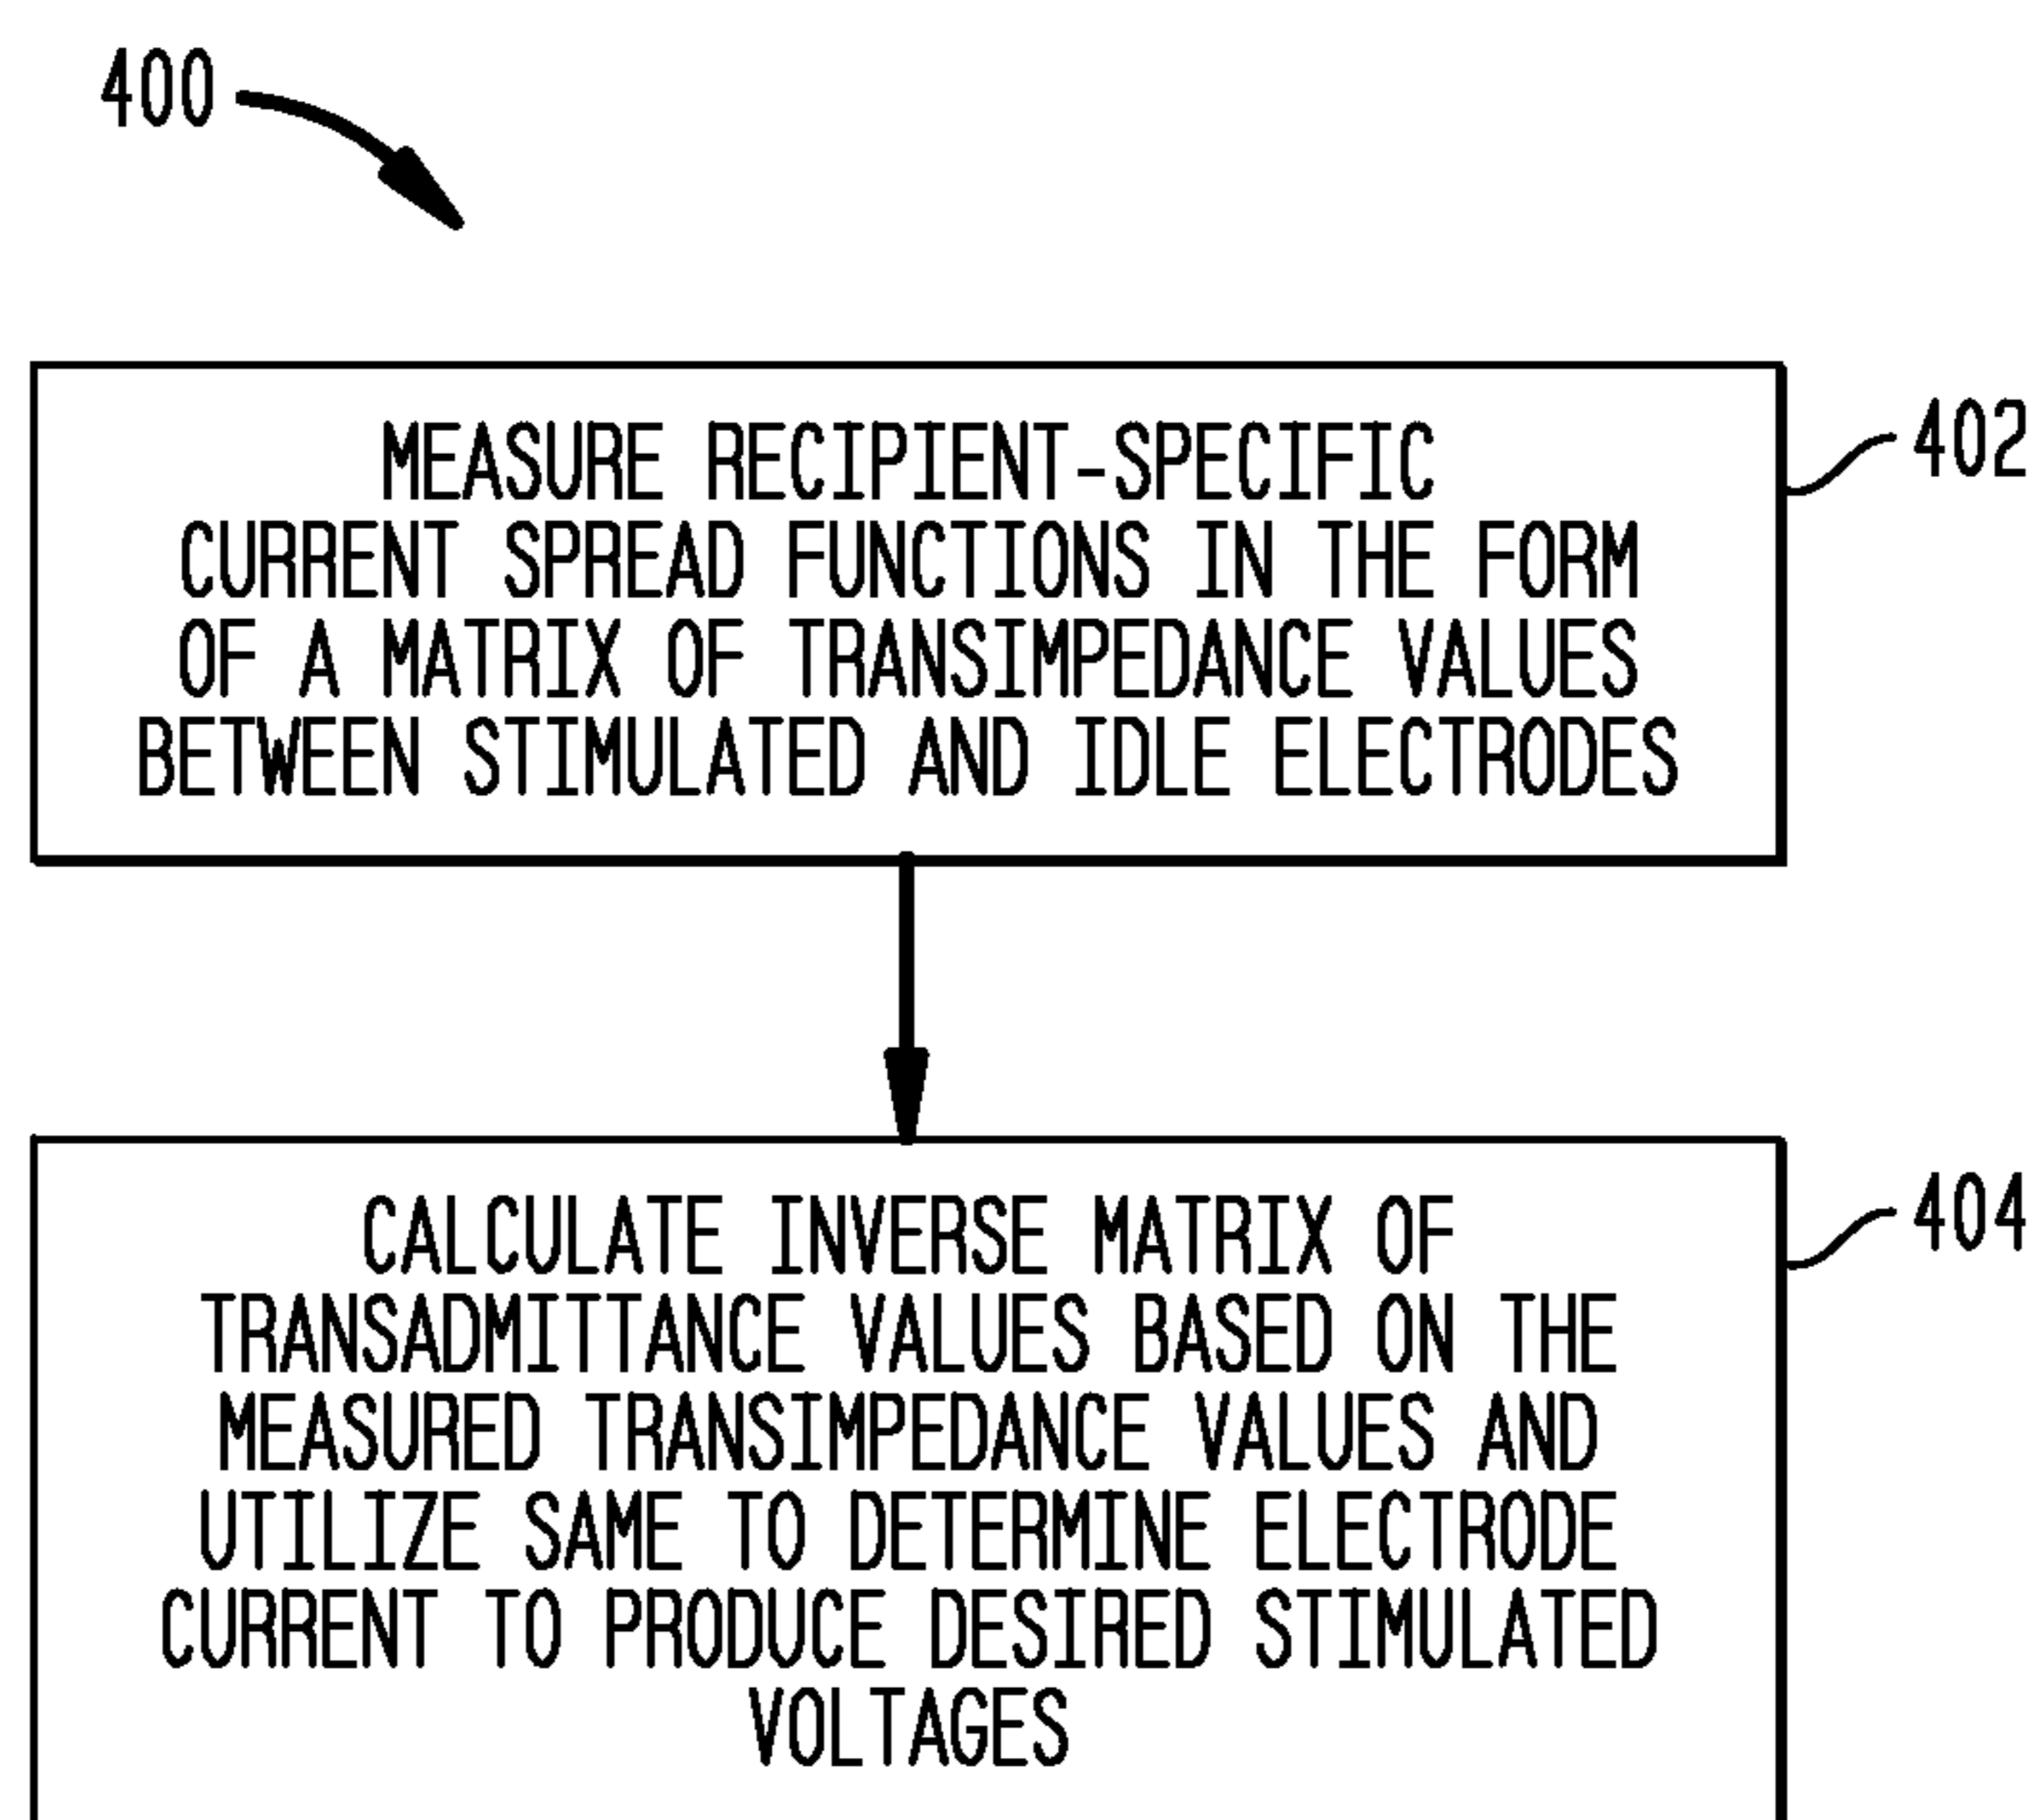 400
MEASURE RECIPIENT-SPECIFIC
CURRENT SPREAD FUNCTIONS IN THE FORM
OF A MATRIX OF TRANSIMPEDANCE VALUES
BETWEEN STIMULATED AND IDLE ELECTRODES
402
CALCULATE INVERSE MATRIX OF
TRANSADMITTANCE VALUES BASED ON THE
MEASURED TRANSIMPEDANCE VALUES AND
UTILIZE SAME TO DETERMINE ELECTRODE
CURRENT TO PRODUCE DESIRED STIMULATED
VOLTAGES
404